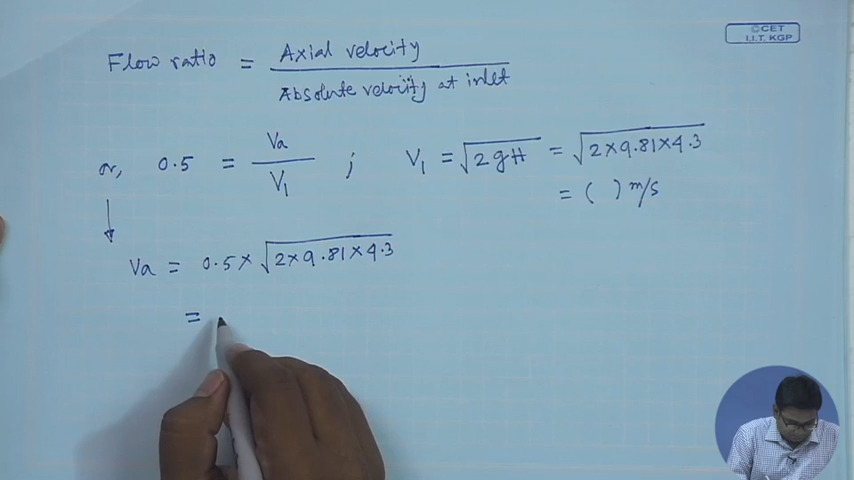 ©CET
I.I.T. KGP
Flow ratio = Axial velocity / Absolute velocity at inlet
or, 0.5 = Va / V1 ; V1 = √2gH = √2×9.81×4.3
= ( ) m/s
Va = 0.5 × √2×9.81×4.3
=